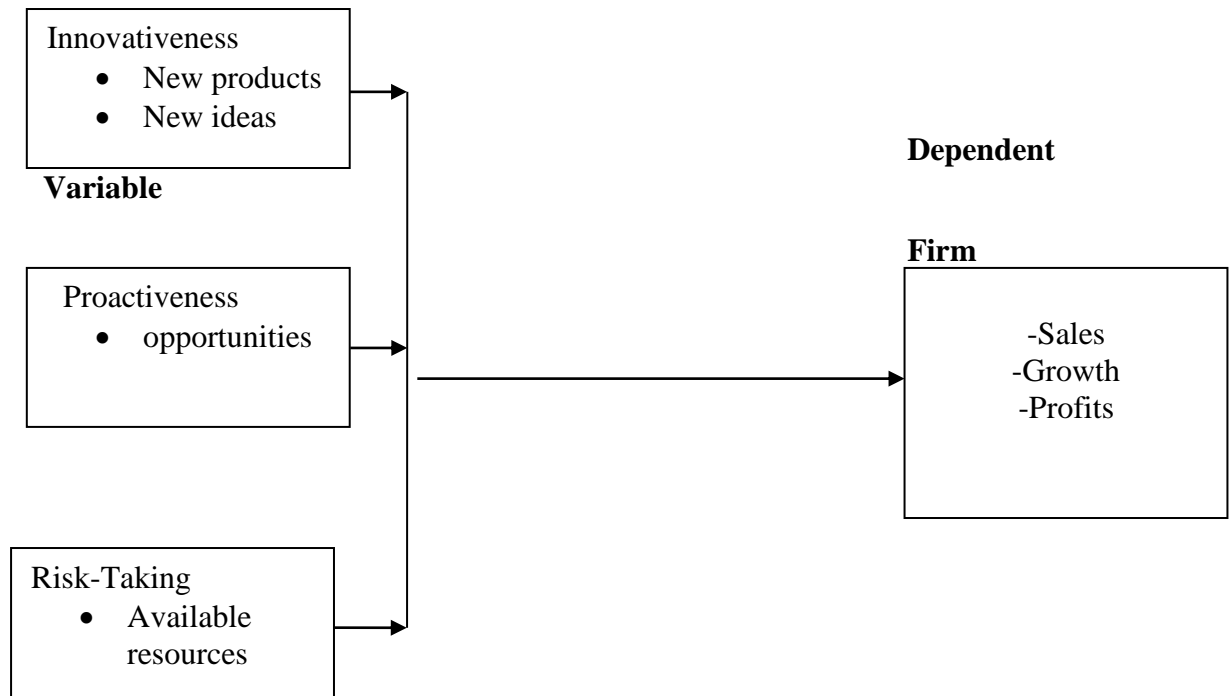 Innovativeness
• New products
• New ideas
Variable
Proactiveness
• opportunities
Risk-Taking
• Available
resources
Dependent
Firm
-Sales
-Growth
-Profits